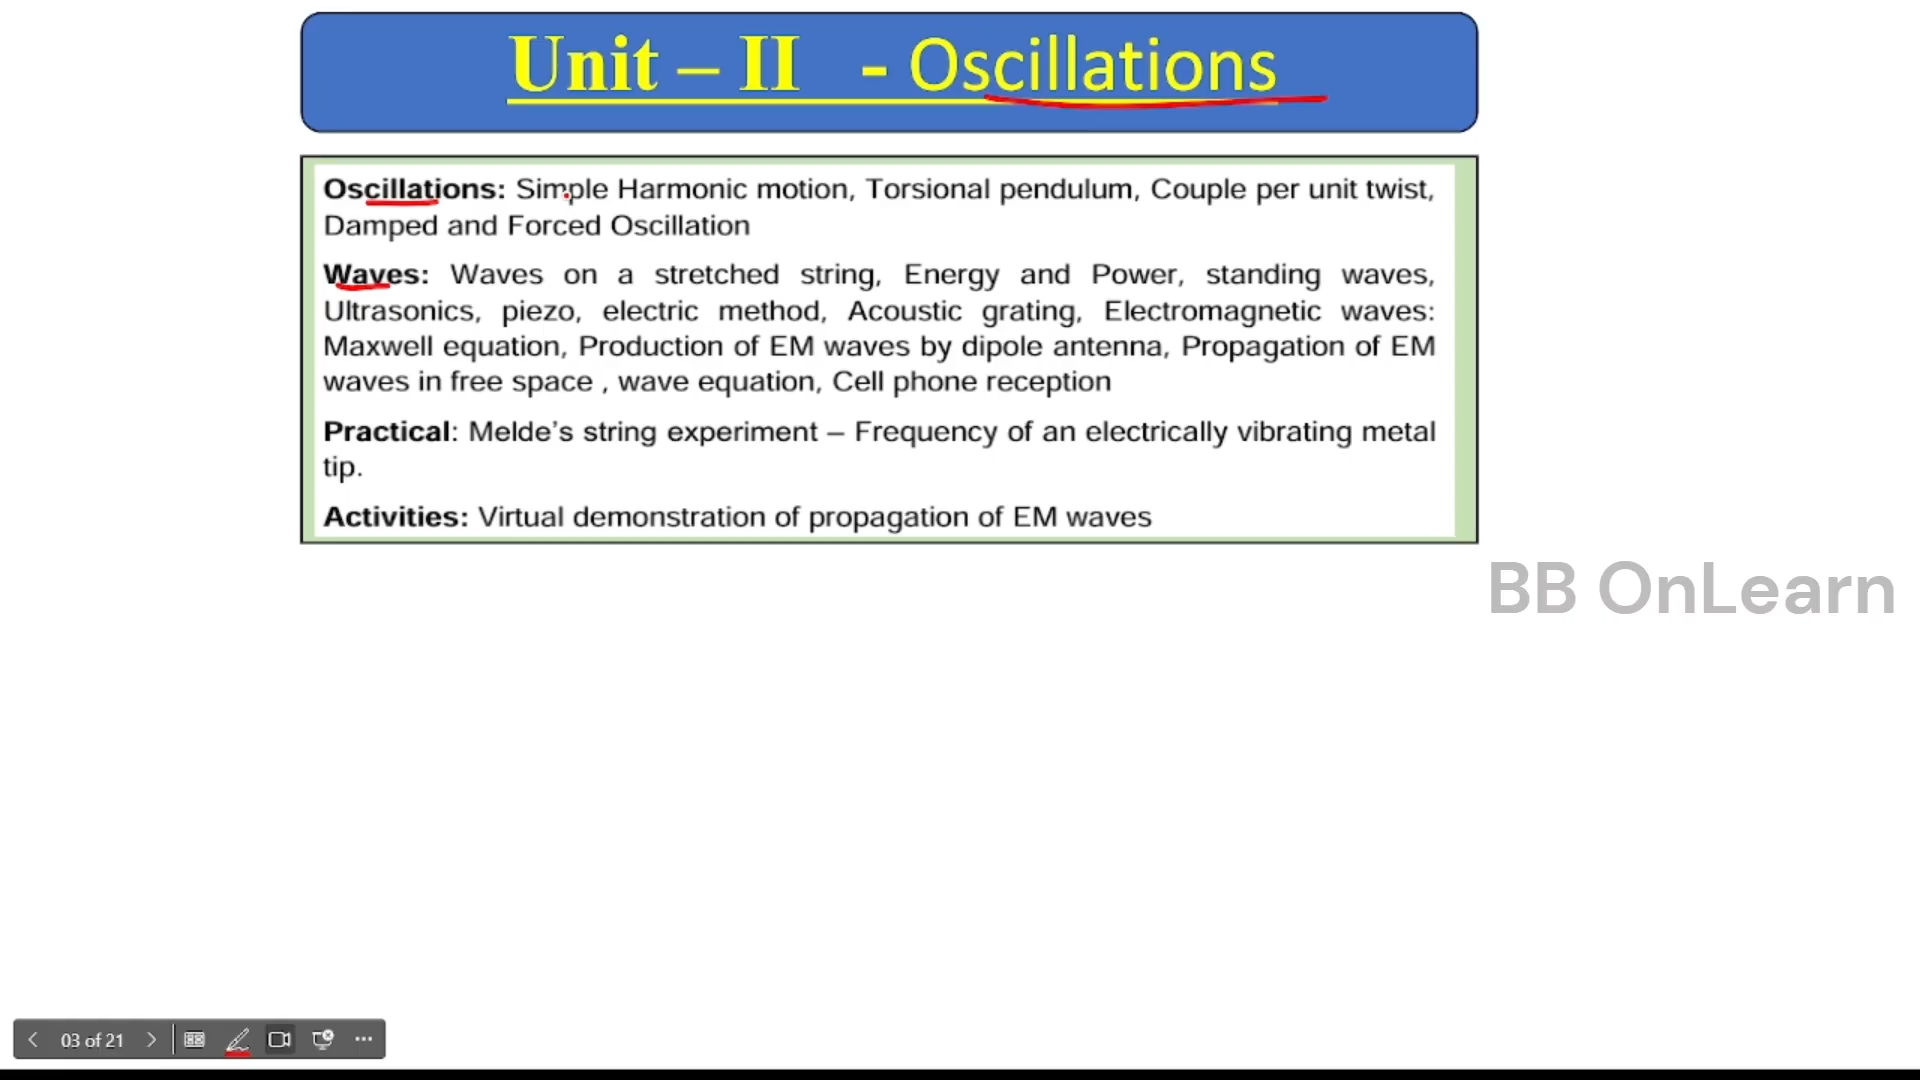 Unit – II - Oscillations
Oscillations: Simple Harmonic motion, Torsional pendulum, Couple per unit twist,
Damped and Forced Oscillation
Waves: Waves on a stretched string, Energy and Power, standing waves,
Ultrasonics, piezo, electric method, Acoustic grating, Electromagnetic waves:
Maxwell equation, Production of EM waves by dipole antenna, Propagation of EM
waves in free space , wave equation, Cell phone reception
Practical: Melde's string experiment – Frequency of an electrically vibrating metal
tip.
Activities: Virtual demonstration of propagation of EM waves
BB OnLearn
03 of 21